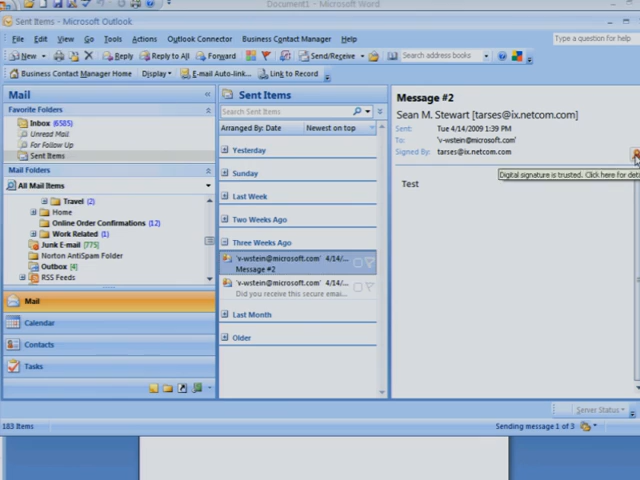 Document1 - Microsoft Word
Sent Items - Microsoft Outlook
File Edit View Go Tools Actions Outlook Connector Business Contact Manager Help
Type a question for help
New Reply Reply to All Forward Send/Receive Search address books
Business Contact Manager Home Display E-mail Auto-link... Link to Record
Mail
Favorite Folders
Inbox (6585)
Unread Mail
For Follow Up
Sent Items
Mail Folders
All Mail Items
Travel (2)
Home
Online Order Confirmations (12)
Work Related (1)
Junk E-mail [775]
Norton AntiSpam Folder
Outbox [4]
RSS Feeds
Mail
Calendar
Contacts
Tasks
Sent Items
Search Sent Items
Arranged By: Date Newest on top
Yesterday
Sunday
Last Week
Two Weeks Ago
Three Weeks Ago
'v-wstein@microsoft.com' 4/14/...
Message #2
'v-wstein@microsoft.com' 4/14/...
Did you receive this secure emai...
Last Month
Older
Message #2
Sean M. Stewart [tarses@ix.netcom.com]
Sent: Tue 4/14/2009 1:39 PM
To: 'v-wstein@microsoft.com'
Signed By: tarses@ix.netcom.com
Digital signature is trusted. Click here for deta
Test
Server Status
183 Items
Sending message 1 of 3